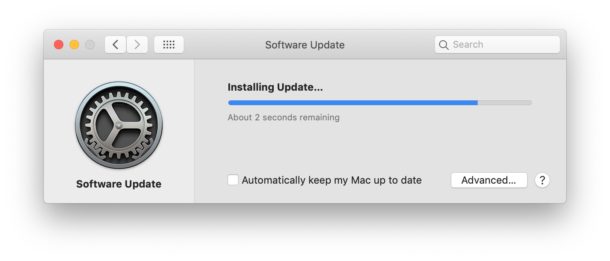 Software Update
Search
Installing Update...
About 2 seconds remaining
Software Update
Automatically keep my Mac up to date
Advanced...
?